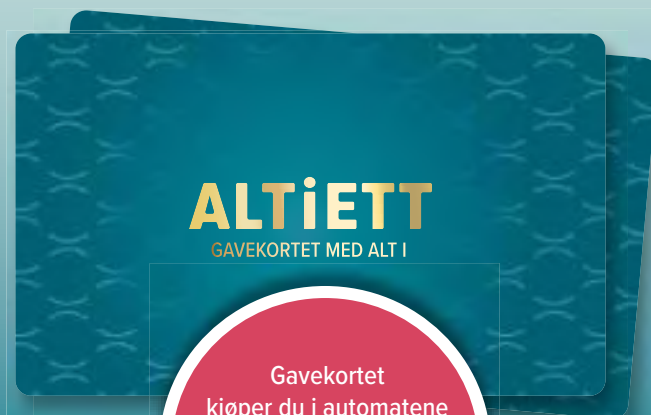 ALTiETT
GAVEKORTET MED ALT I
Gavekortet
kjøper du i automatene